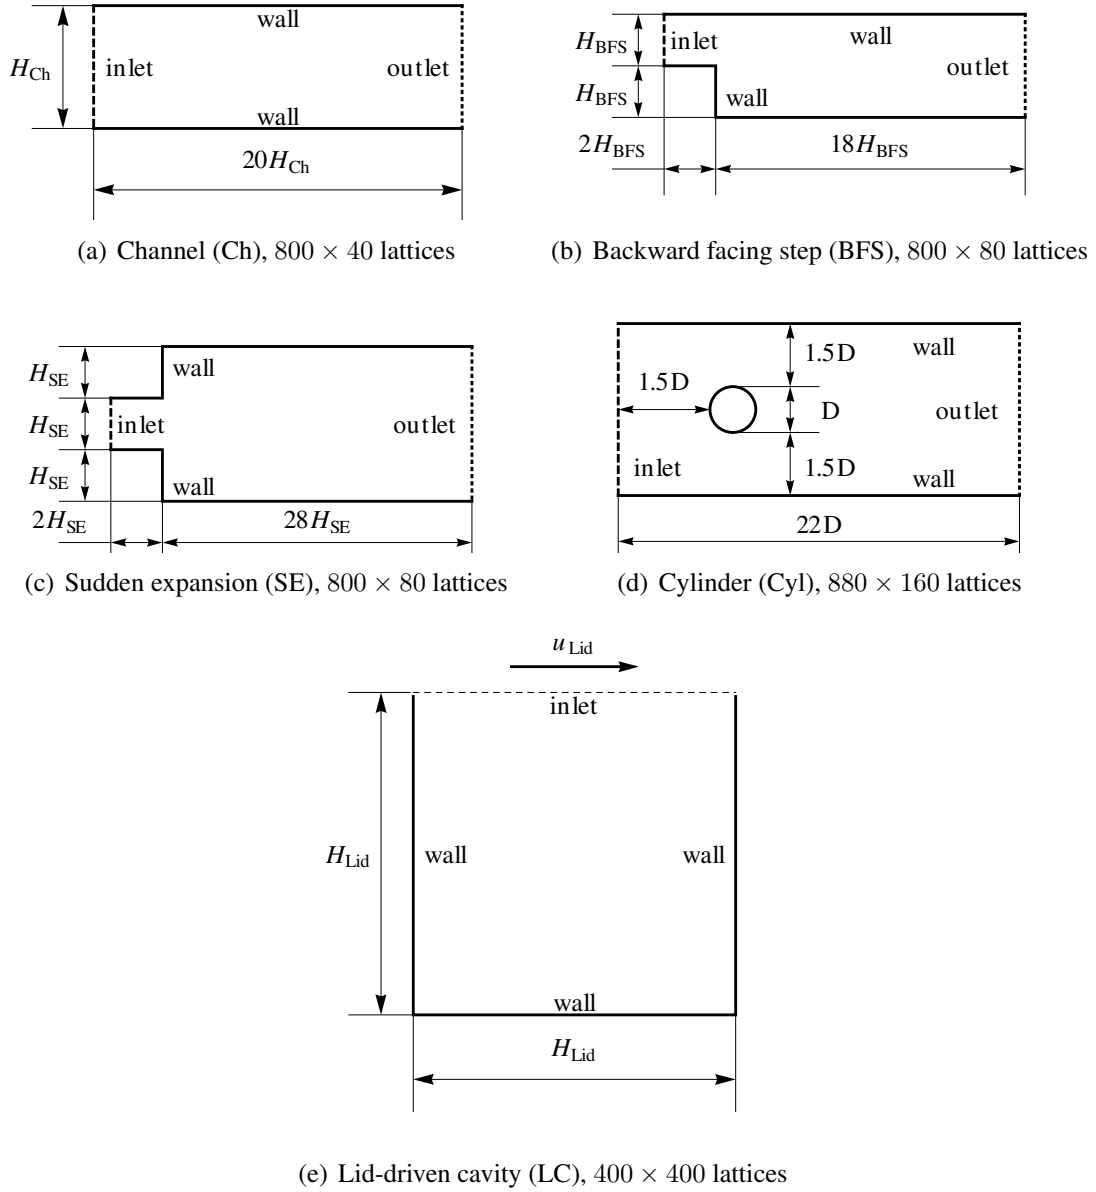 wall
H_Ch
inlet
outlet
wall
20H_Ch
(a) Channel (Ch), 800 × 40 lattices
H_BFS
inlet
wall
outlet
H_BFS
wall
2H_BFS
18H_BFS
(b) Backward facing step (BFS), 800 × 80 lattices
H_SE
wall
H_SE
inlet
outlet
H_SE
wall
2H_SE
28H_SE
(c) Sudden expansion (SE), 800 × 80 lattices
1.5D
wall
1.5D
D
outlet
inlet
1.5D
wall
22D
(d) Cylinder (Cyl), 880 × 160 lattices
u_Lid
inlet
H_Lid
wall
wall
wall
H_Lid
(e) Lid-driven cavity (LC), 400 × 400 lattices